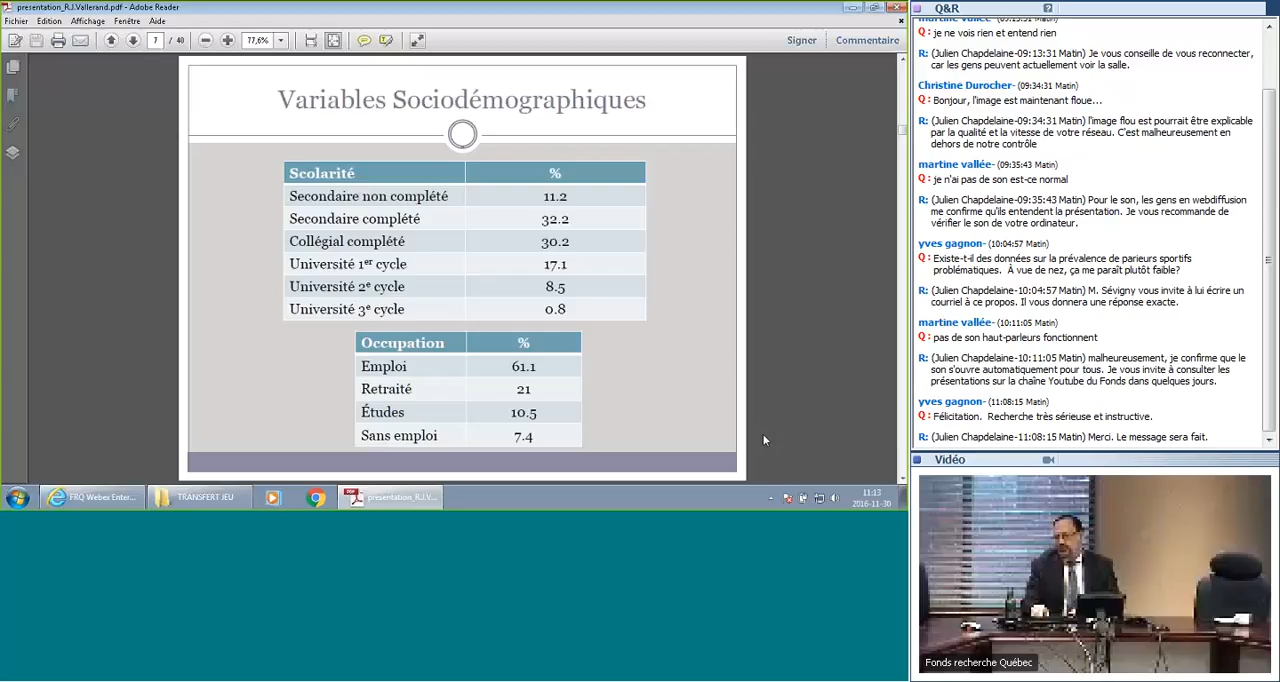 presentation_R.J.Vallerand.pdf - Adobe Reader
Fichier Edition Affichage Fenêtre Aide
7 / 40 77,6% Signer Commentaire
Variables Sociodémographiques
Scolarité %
Secondaire non complété 11.2
Secondaire complété 32.2
Collégial complété 30.2
Université 1er cycle 17.1
Université 2e cycle 8.5
Université 3e cycle 0.8
Occupation %
Emploi 61.1
Retraité 21
Études 10.5
Sans emploi 7.4
FRQ Webex Enter... TRANSFERT JEU presentation_R.J.V...
11:13
2016-11-30
Q&R
martine vallée- (09:13:31 Matin)
Q: je ne vois rien et entend rien
R: (Julien Chapdelaine-09:13:31 Matin) Je vous conseille de vous reconnecter,
car les gens peuvent actuellement voir la salle.
Christine Durocher- (09:34:31 Matin)
Q: Bonjour, l'image est maintenant floue...
R: (Julien Chapdelaine-09:34:31 Matin) l'image flou est pourrait être explicable
par la qualité et la vitesse de votre réseau. C'est malheureusement en
dehors de notre contrôle
martine vallée- (09:35:43 Matin)
Q: je n'ai pas de son est-ce normal
R: (Julien Chapdelaine-09:35:43 Matin) Pour le son, les gens en webdiffusion
me confirme qu'ils entendent la présentation. Je vous recommande de
vérifier le son de votre ordinateur.
yves gagnon- (10:04:57 Matin)
Q: Existe-t-il des données sur la prévalence de parieurs sportifs
problématiques. À vue de nez, ça me paraît plutôt faible?
R: (Julien Chapdelaine-10:04:57 Matin) M. Sévigny vous invite à lui écrire un
courriel à ce propos. Il vous donnera une réponse exacte.
martine vallée- (10:11:05 Matin)
Q: pas de son haut-parleurs fonctionnent
R: (Julien Chapdelaine-10:11:05 Matin) malheureusement, je confirme que le
son s'ouvre automatiquement pour tous. Je vous invite à consulter les
présentations sur la chaîne Youtube du Fonds dans quelques jours.
yves gagnon- (11:08:15 Matin)
Q: Félicitation. Recherche très sérieuse et instructive.
R: (Julien Chapdelaine-11:08:15 Matin) Merci. Le message sera fait.
Vidéo
Fonds recherche Québec